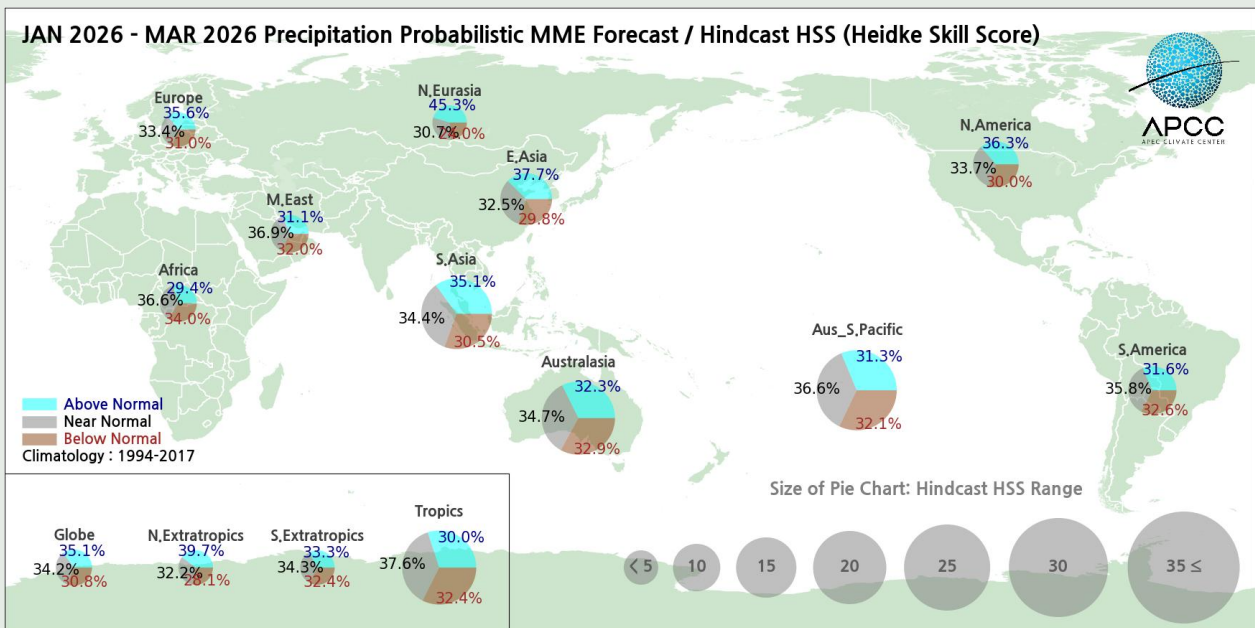 JAN 2026 - MAR 2026 Precipitation Probabilistic MME Forecast / Hindcast HSS (Heidke Skill Score)
APCC
APEC CLIMATE CENTER
Europe
35.6%
33.4%
31.0%
N.Eurasia
45.3%
30.7%
24.0%
N.America
36.3%
33.7%
30.0%
E.Asia
37.7%
32.5%
29.8%
M.East
31.1%
36.9%
32.0%
Africa
29.4%
36.6%
34.0%
S.Asia
35.1%
34.4%
30.5%
Aus_S.Pacific
31.3%
36.6%
32.1%
S.America
31.6%
35.8%
32.6%
Australasia
32.3%
34.7%
32.9%
Above Normal
Near Normal
Below Normal
Climatology : 1994-2017
Size of Pie Chart: Hindcast HSS Range
< 5
10
15
20
25
30
35 ≤
Globe
35.1%
34.2%
30.8%
N.Extratropics
39.7%
32.2%
28.1%
S.Extratropics
33.3%
34.3%
32.4%
Tropics
30.0%
37.6%
32.4%